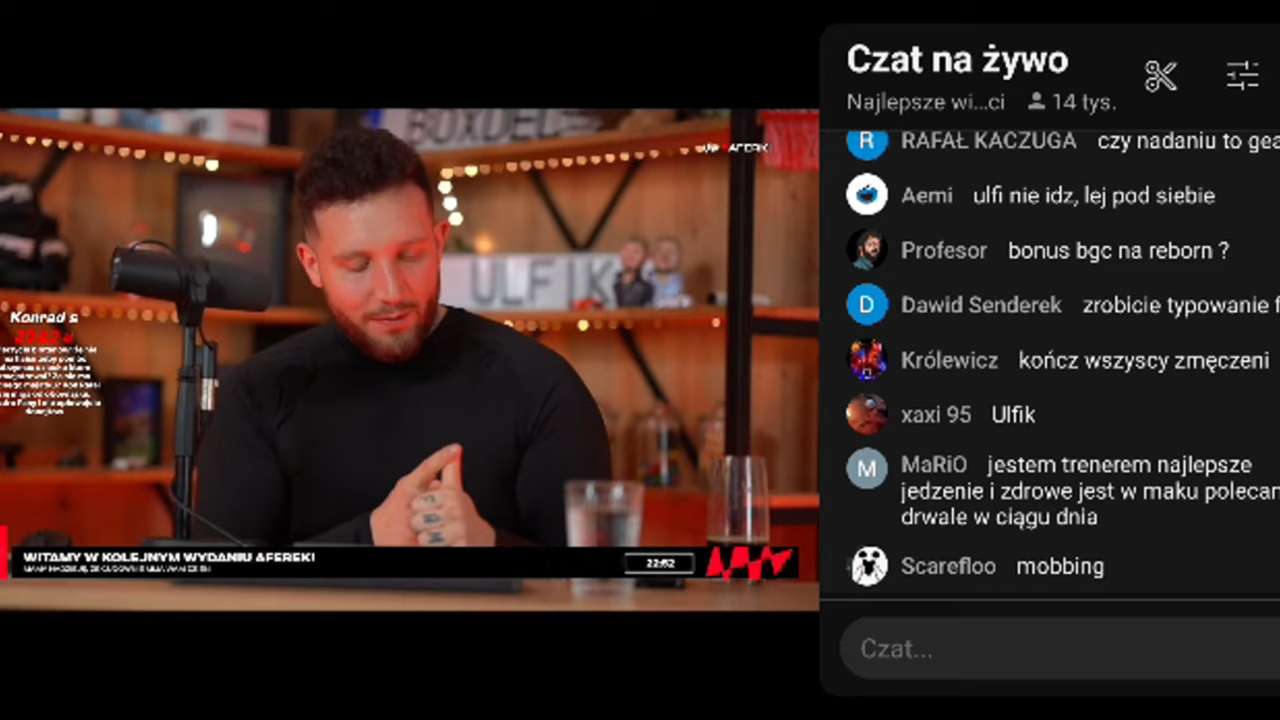 BOXDEL
ULFIK
Konrad s
WITAMY W KOLEJNYM WYDANIU AFEREK!
22:52
Czat na żywo
Najlepsze wi...ci 14 tys.
R RAFAŁ KACZUGA czy nadaniu to gea
Aemi ulfi nie idz, lej pod siebie
Profesor bonus bgc na reborn ?
D Dawid Senderek zrobicie typowanie f
Królewicz kończ wszyscy zmęczeni
xaxi 95 Ulfik
M MaRiO jestem trenerem najlepsze
jedzenie i zdrowe jest w maku polecam
drwale w ciągu dnia
Scarefloo mobbing
Czat...